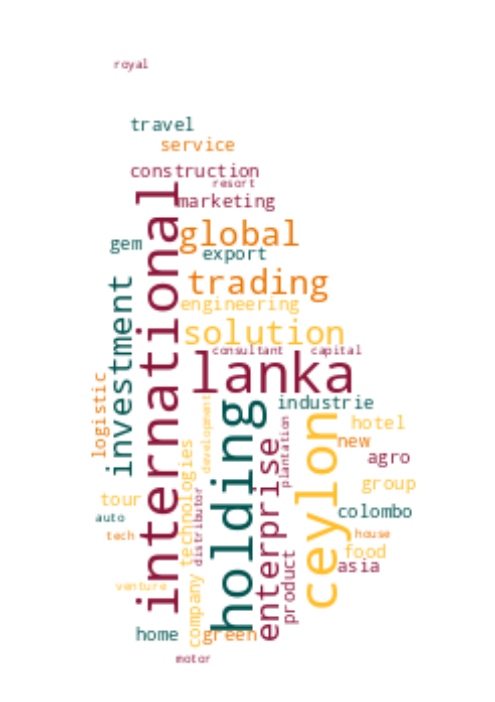 royal
travel
service
construction
resort
marketing
international
global
gem
export
trading
investment
engineering
solution
consultant
capital
lanka
logistic
development
holding
industrie
plantation
ceylon
hotel
new
enterprise
technologies
agro
group
tour
distributor
colombo
auto
tech
house
food
product
asia
company
venture
home
green
motor